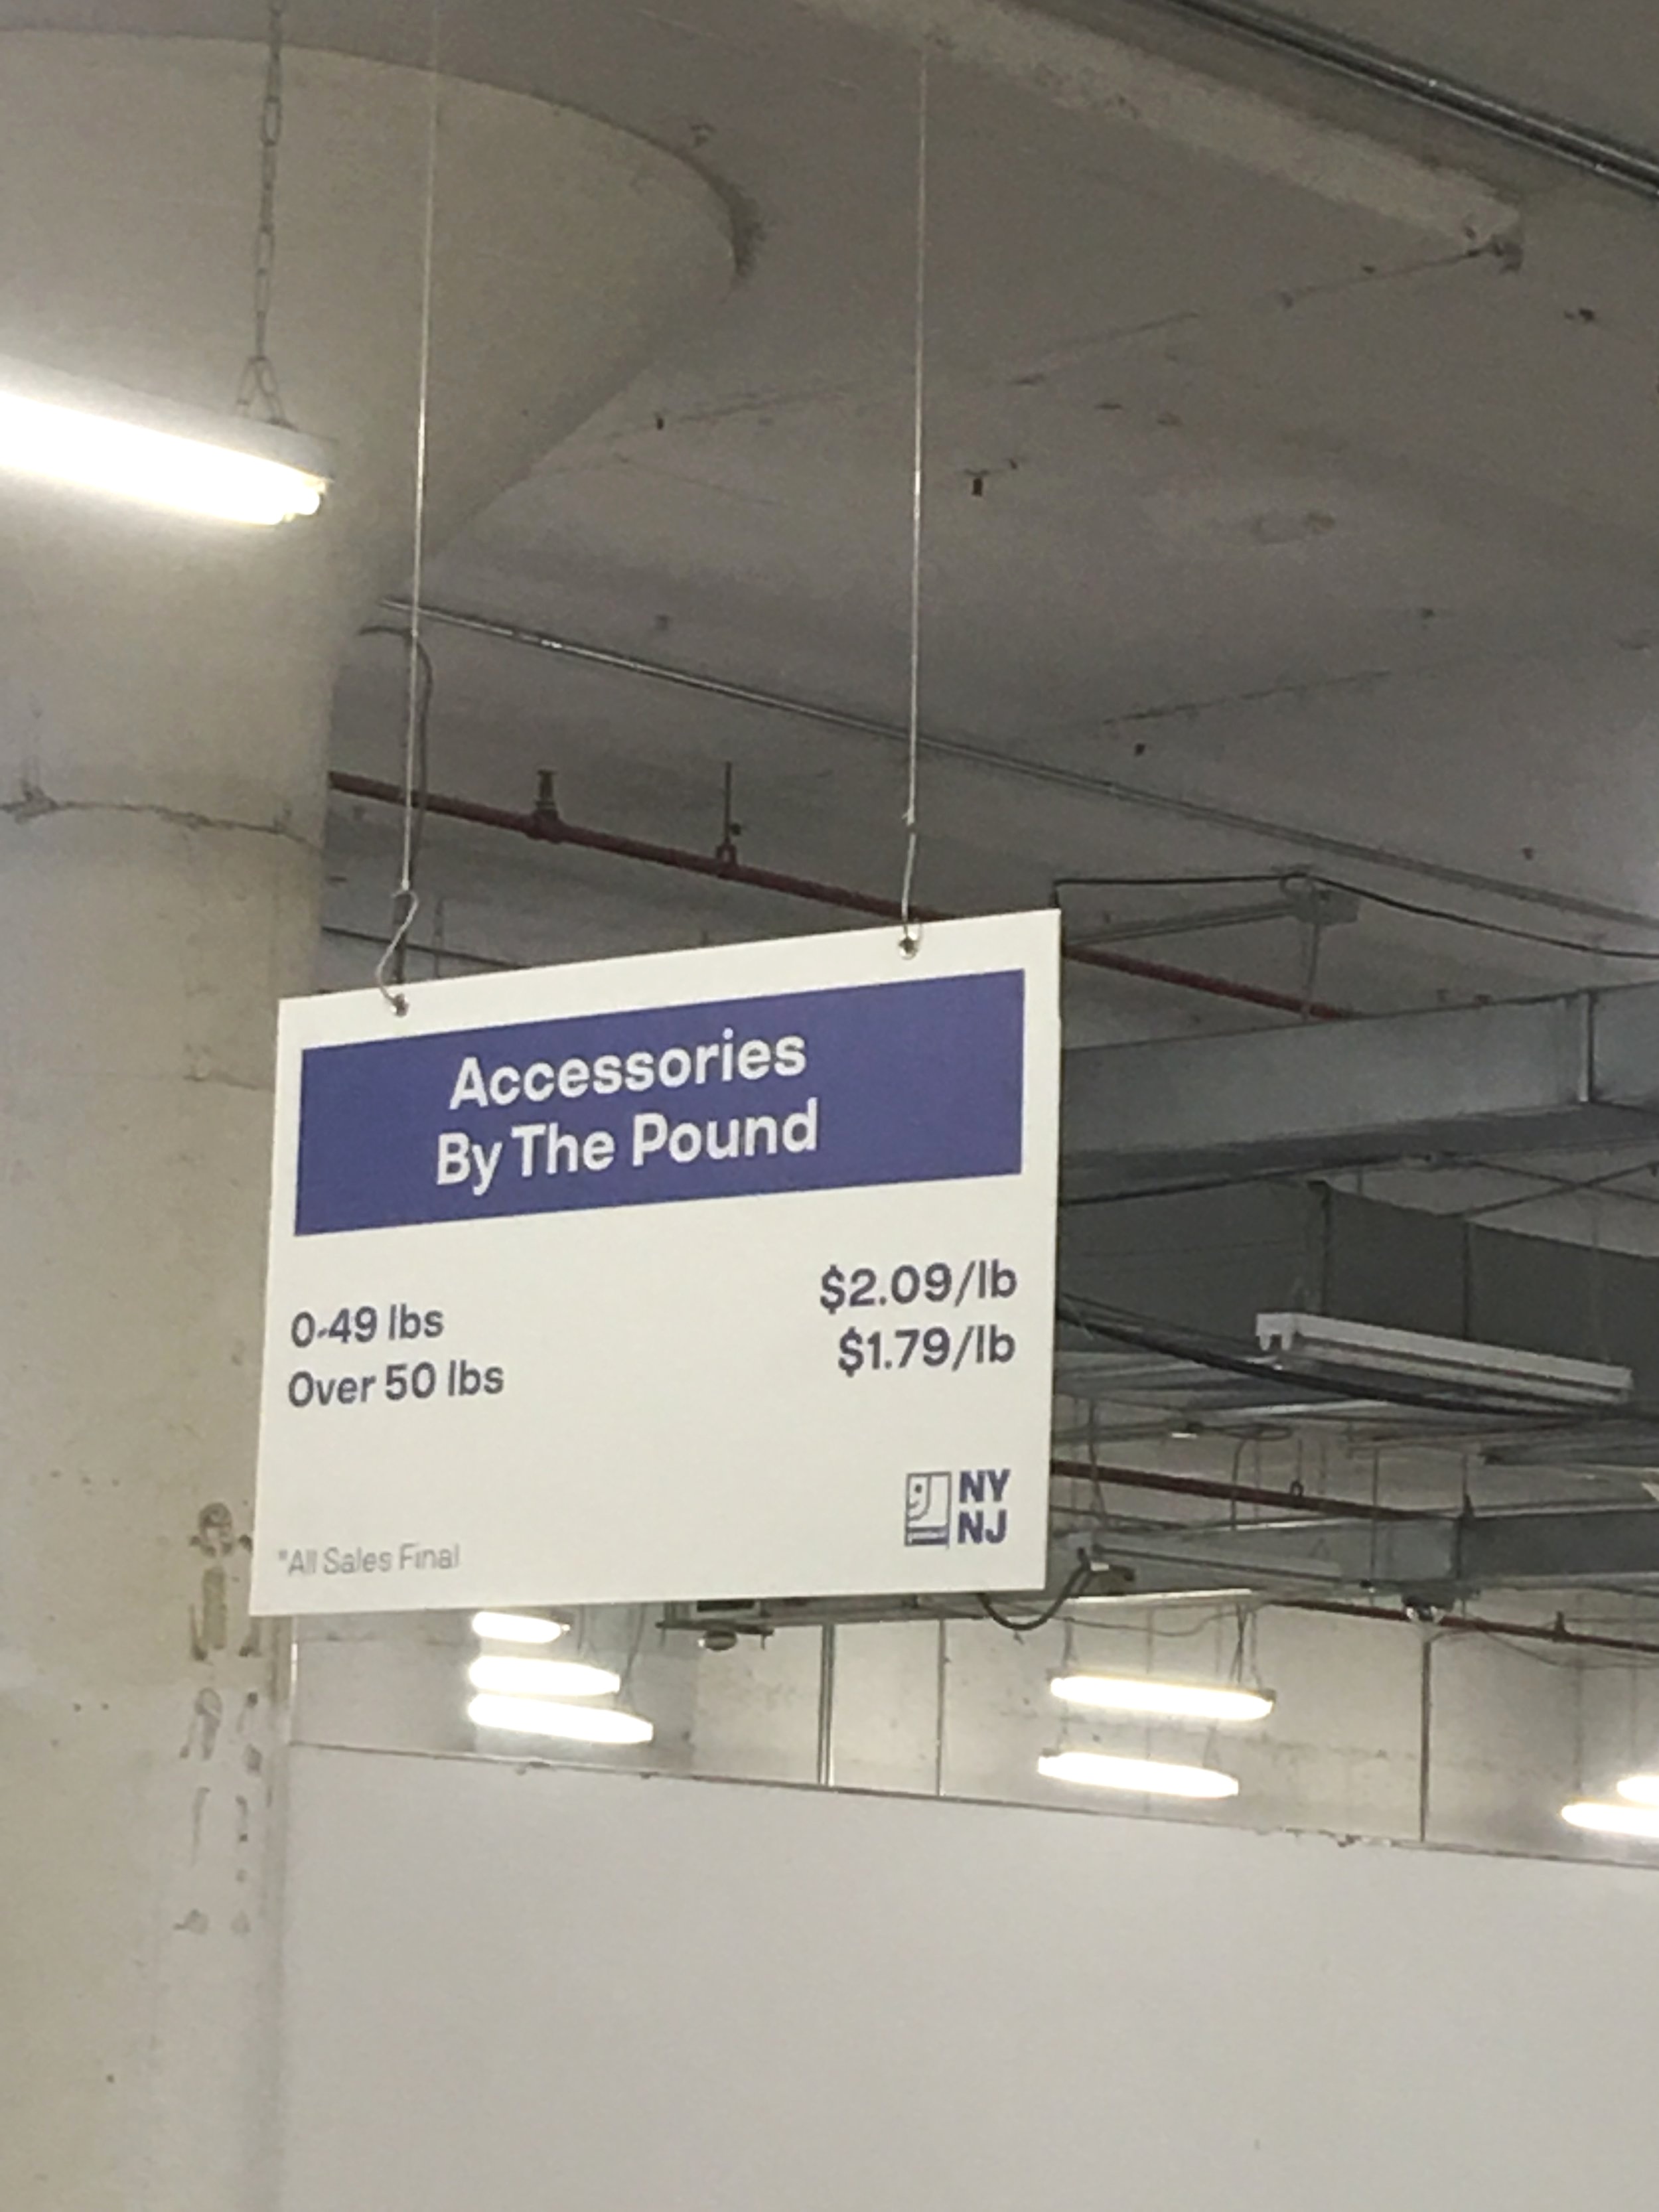 Accessories
By The Pound
0-49 lbs $2.09/lb
Over 50 lbs $1.79/lb
NY
NJ
*All Sales Final